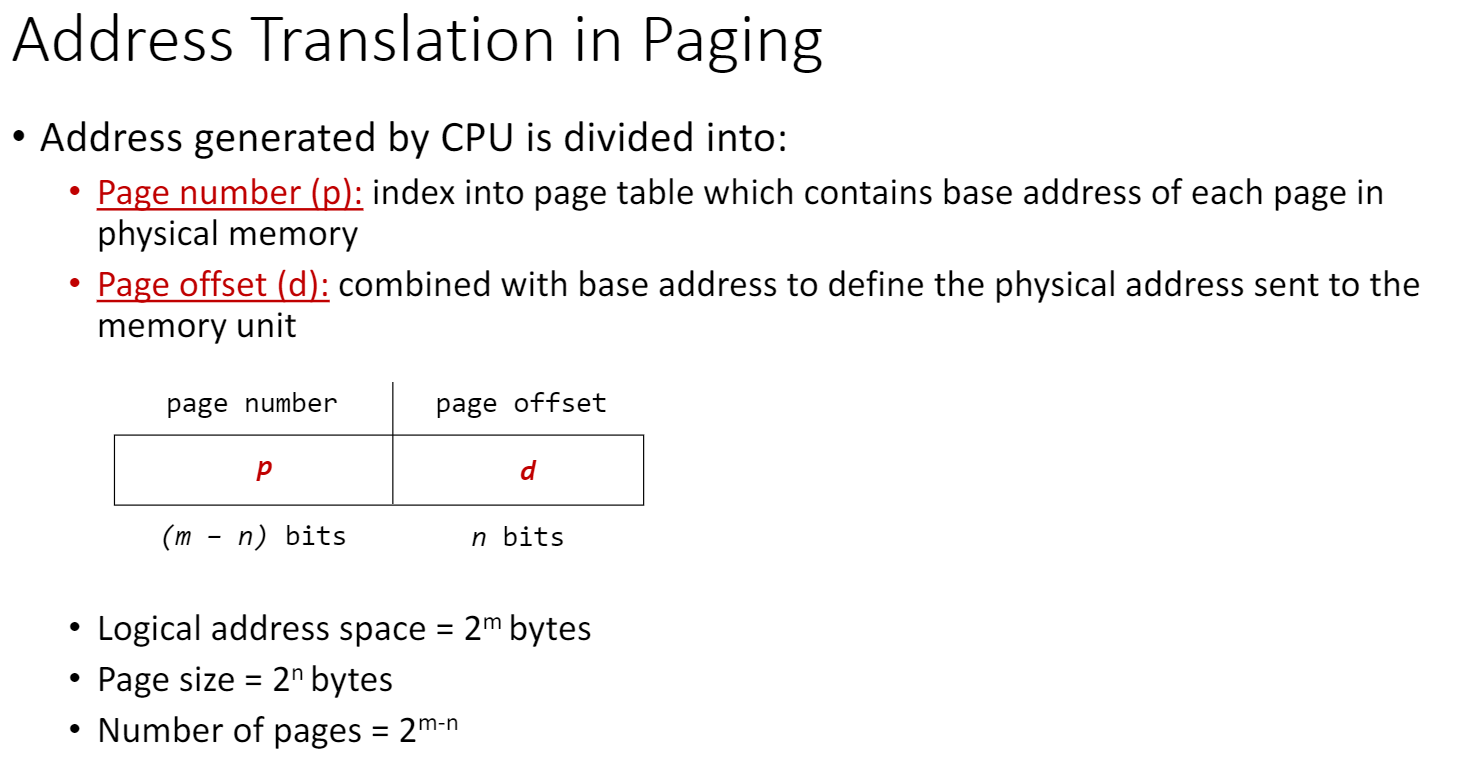 Address Translation in Paging
• Address generated by CPU is divided into:
• Page number (p): index into page table which contains base address of each page in
physical memory
• Page offset (d): combined with base address to define the physical address sent to the
memory unit
page number page offset
p d
(m – n) bits n bits
• Logical address space = 2ᵐ bytes
• Page size = 2ⁿ bytes
• Number of pages = 2ᵐ⁻ⁿ